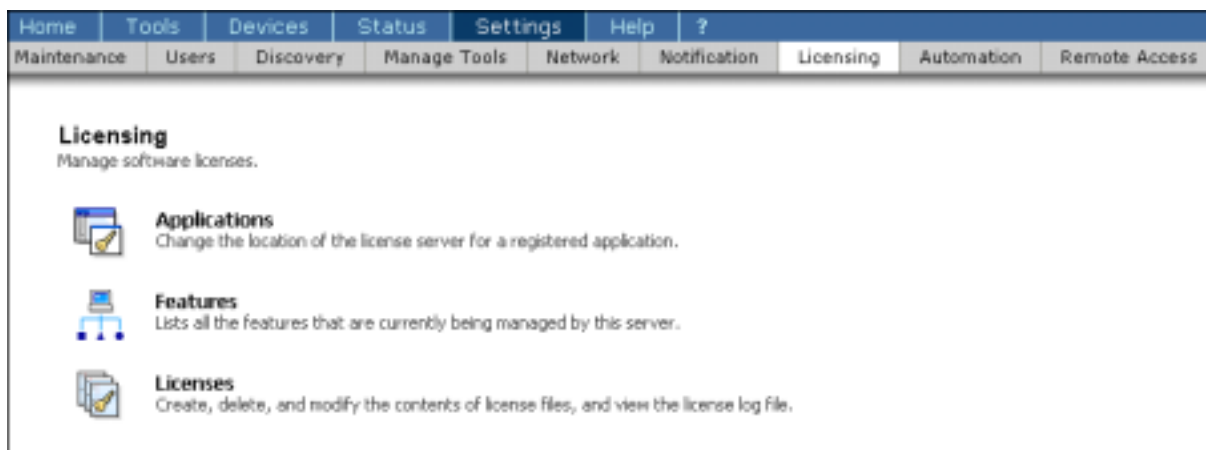 Home Tools Devices Status Settings Help ?
Maintenance Users Discovery Manage Tools Network Notification Licensing Automation Remote Access
Licensing
Manage software licenses.
Applications
Change the location of the license server for a registered application.
Features
Lists all the features that are currently being managed by this server.
Licenses
Create, delete, and modify the contents of license files, and view the license log file.